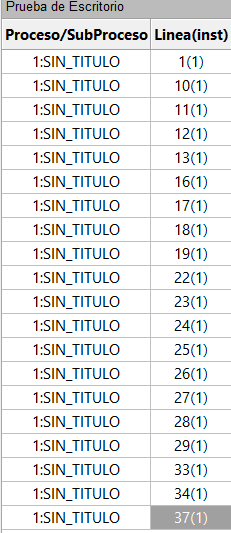 Prueba de Escritorio
Proceso/SubProceso Linea(inst)
1:SIN_TITULO 1(1)
1:SIN_TITULO 10(1)
1:SIN_TITULO 11(1)
1:SIN_TITULO 12(1)
1:SIN_TITULO 13(1)
1:SIN_TITULO 16(1)
1:SIN_TITULO 17(1)
1:SIN_TITULO 18(1)
1:SIN_TITULO 19(1)
1:SIN_TITULO 22(1)
1:SIN_TITULO 23(1)
1:SIN_TITULO 24(1)
1:SIN_TITULO 25(1)
1:SIN_TITULO 26(1)
1:SIN_TITULO 27(1)
1:SIN_TITULO 28(1)
1:SIN_TITULO 29(1)
1:SIN_TITULO 33(1)
1:SIN_TITULO 34(1)
1:SIN_TITULO 37(1)